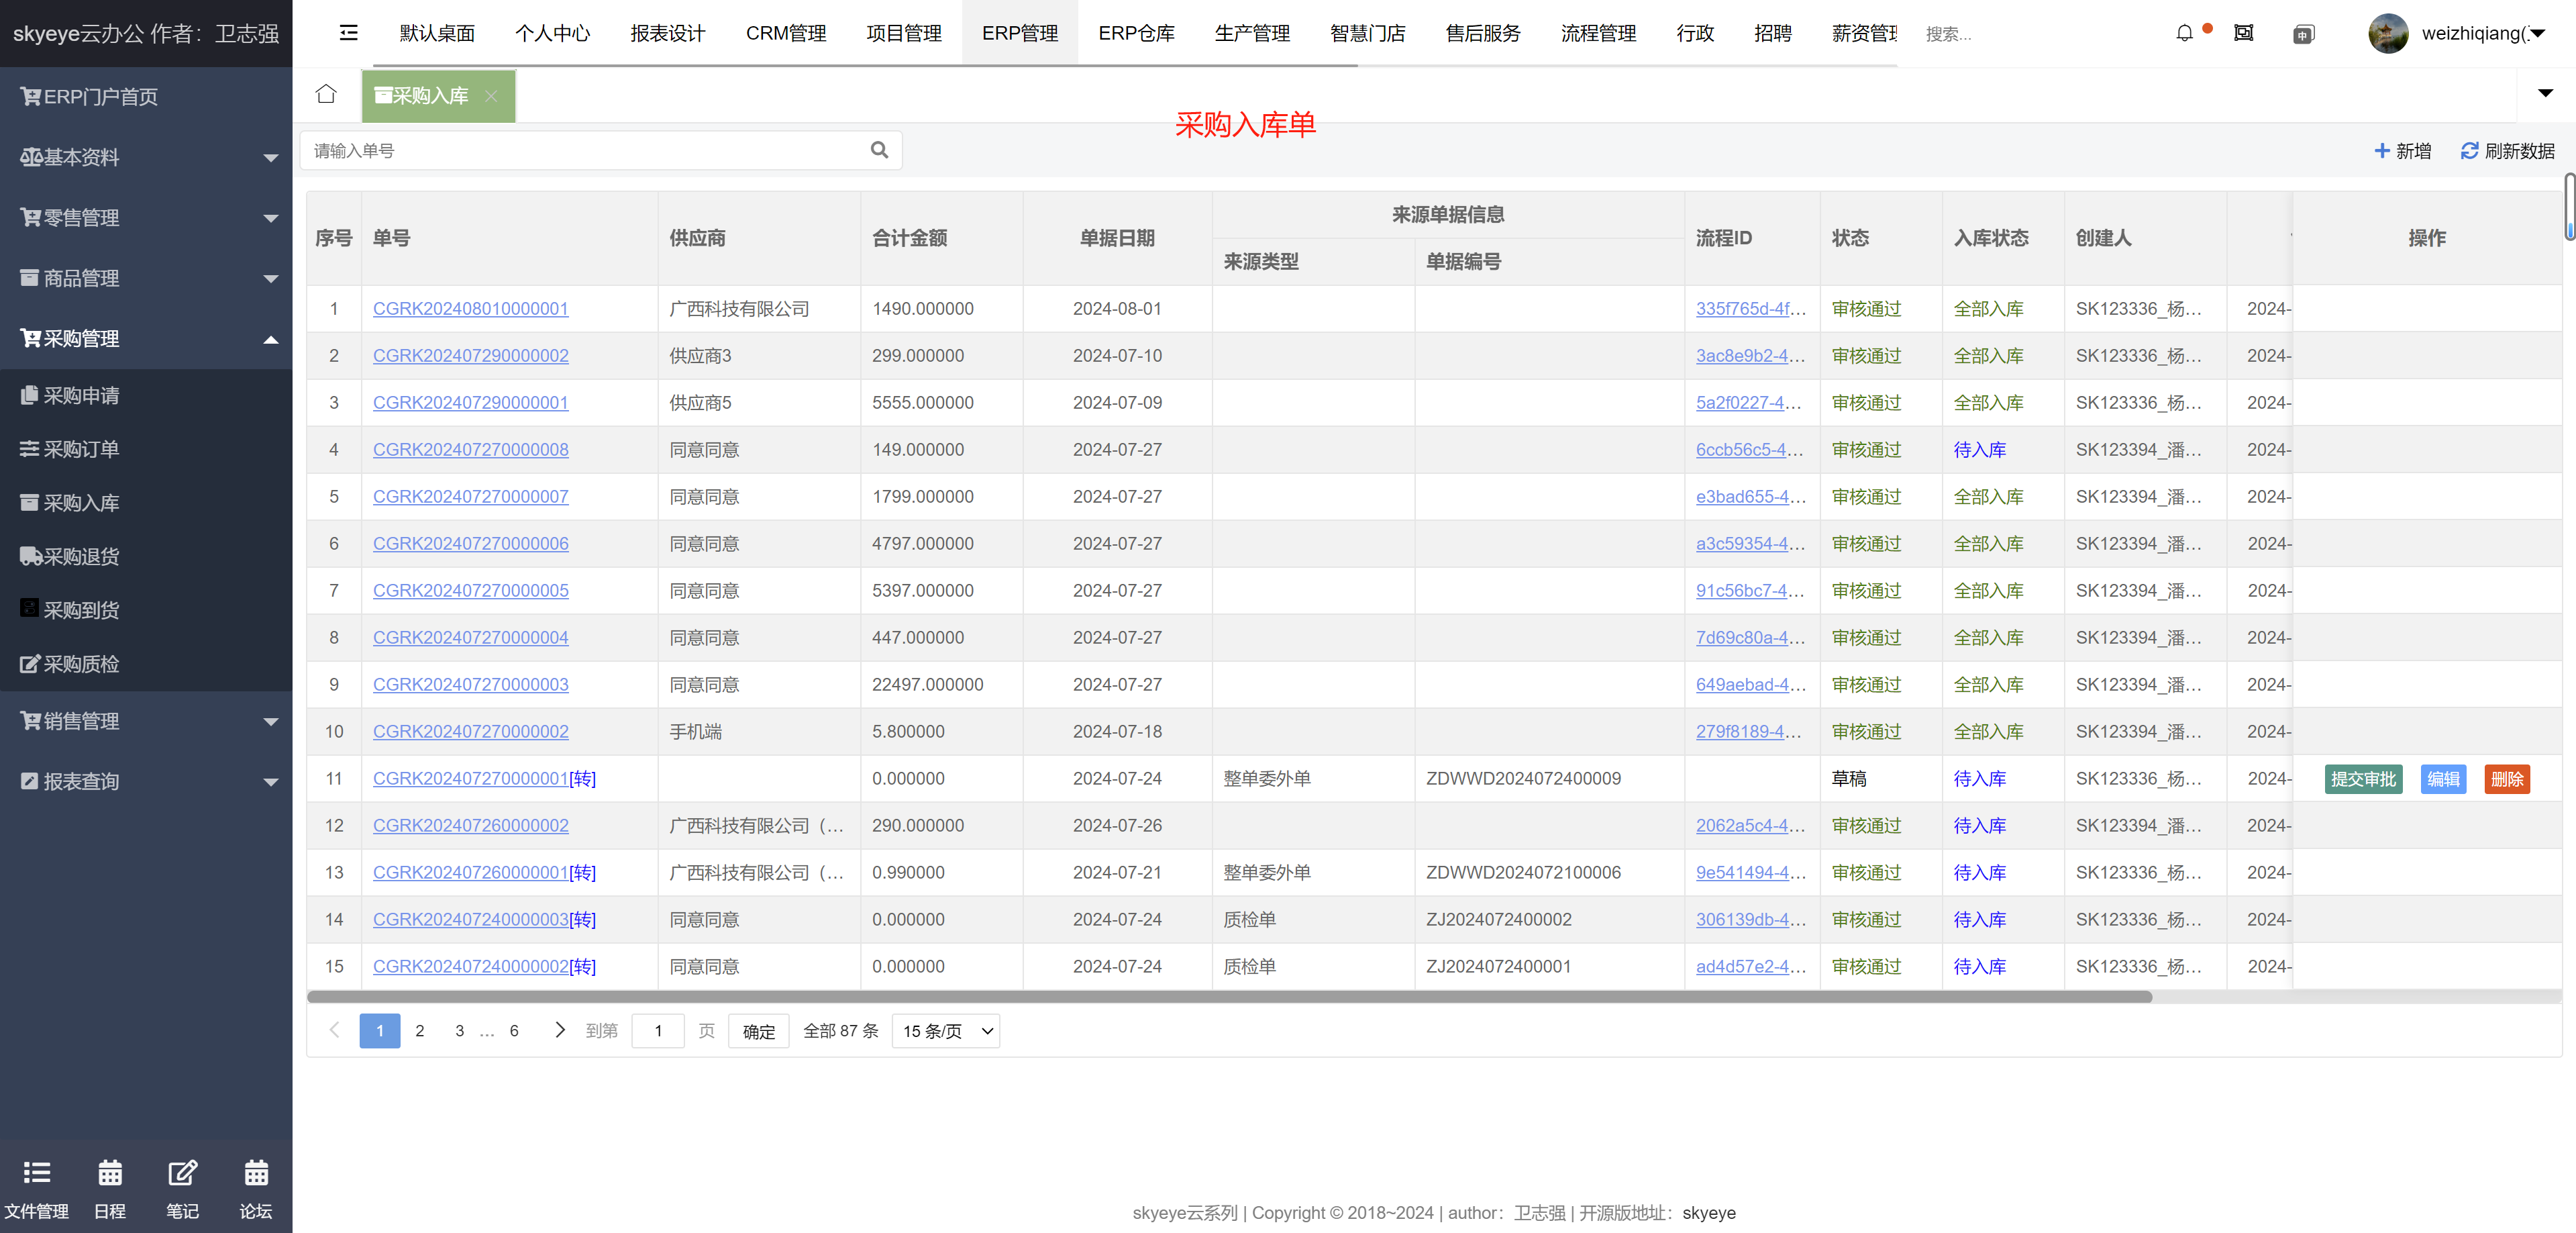 skyeye云办公 作者：卫志强
默认桌面 个人中心 报表设计 CRM管理 项目管理 ERP管理 ERP仓库 生产管理 智慧门店 售后服务 流程管理 行政 招聘 薪资管理 搜索... 中 weizhiqiang(
ERP门户首页
基本资料
零售管理
商品管理
采购管理
采购申请
采购订单
采购入库
采购退货
采购到货
采购质检
销售管理
报表查询
文件管理 日程 笔记 论坛
采购入库
采购入库单
请输入单号 新增 刷新数据
序号 单号 供应商 合计金额 单据日期 来源单据信息 流程ID 状态 入库状态 创建人 操作
来源类型 单据编号
1 CGRK202408010000001 广西科技有限公司 1490.000000 2024-08-01 335f765d-4f... 审核通过 全部入库 SK123336_杨... 2024-
2 CGRK202407290000002 供应商3 299.000000 2024-07-10 3ac8e9b2-4... 审核通过 全部入库 SK123336_杨... 2024-
3 CGRK202407290000001 供应商5 5555.000000 2024-07-09 5a2f0227-4... 审核通过 全部入库 SK123336_杨... 2024-
4 CGRK202407270000008 同意同意 149.000000 2024-07-27 6ccb56c5-4... 审核通过 待入库 SK123394_潘... 2024-
5 CGRK202407270000007 同意同意 1799.000000 2024-07-27 e3bad655-4... 审核通过 全部入库 SK123394_潘... 2024-
6 CGRK202407270000006 同意同意 4797.000000 2024-07-27 a3c59354-4... 审核通过 全部入库 SK123394_潘... 2024-
7 CGRK202407270000005 同意同意 5397.000000 2024-07-27 91c56bc7-4... 审核通过 全部入库 SK123394_潘... 2024-
8 CGRK202407270000004 同意同意 447.000000 2024-07-27 7d69c80a-4... 审核通过 全部入库 SK123394_潘... 2024-
9 CGRK202407270000003 同意同意 22497.000000 2024-07-27 649aebad-4... 审核通过 全部入库 SK123394_潘... 2024-
10 CGRK202407270000002 手机端 5.800000 2024-07-18 279f8189-4... 审核通过 全部入库 SK123394_潘... 2024-
11 CGRK202407270000001[转] 0.000000 2024-07-24 整单委外单 ZDWWD2024072400009 草稿 待入库 SK123336_杨... 2024- 提交审批 编辑 删除
12 CGRK202407260000002 广西科技有限公司（... 290.000000 2024-07-26 2062a5c4-4... 审核通过 待入库 SK123394_潘... 2024-
13 CGRK202407260000001[转] 广西科技有限公司（... 0.990000 2024-07-21 整单委外单 ZDWWD2024072100006 9e541494-4... 审核通过 待入库 SK123336_杨... 2024-
14 CGRK202407240000003[转] 同意同意 0.000000 2024-07-24 质检单 ZJ2024072400002 306139db-4... 审核通过 待入库 SK123336_杨... 2024-
15 CGRK202407240000002[转] 同意同意 0.000000 2024-07-24 质检单 ZJ2024072400001 ad4d57e2-4... 审核通过 待入库 SK123336_杨... 2024-
1 2 3 … 6 到第 1 页 确定 全部 87 条 15 条/页
skyeye云系列 | Copyright © 2018~2024 | author：卫志强 | 开源版地址：skyeye